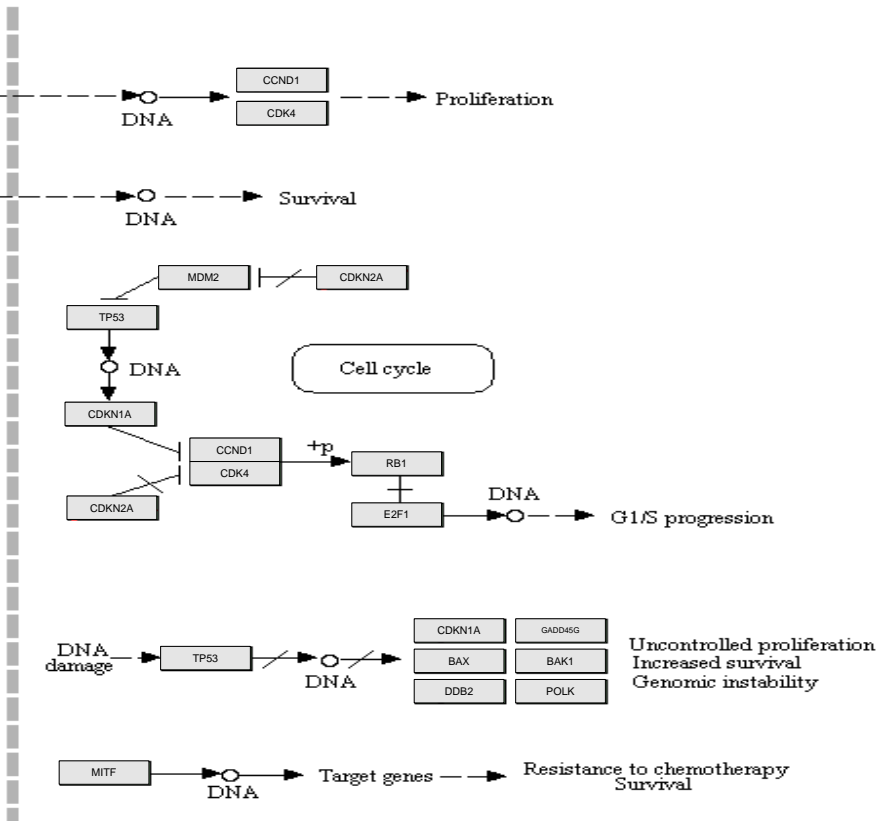 CCND1
CDK4
Proliferation
DNA
Survival
DNA
MDM2
CDKN2A
TP53
DNA
Cell cycle
CDKN1A
CCND1
CDK4
+p
RB1
CDKN2A
E2F1
DNA
G1/S progression
DNA
damage
TP53
DNA
CDKN1A
GADD45G
BAX
BAK1
DDB2
POLK
Uncontrolled proliferation
Increased survival
Genomic instability
MITF
DNA
Target genes
Resistance to chemotherapy
Survival